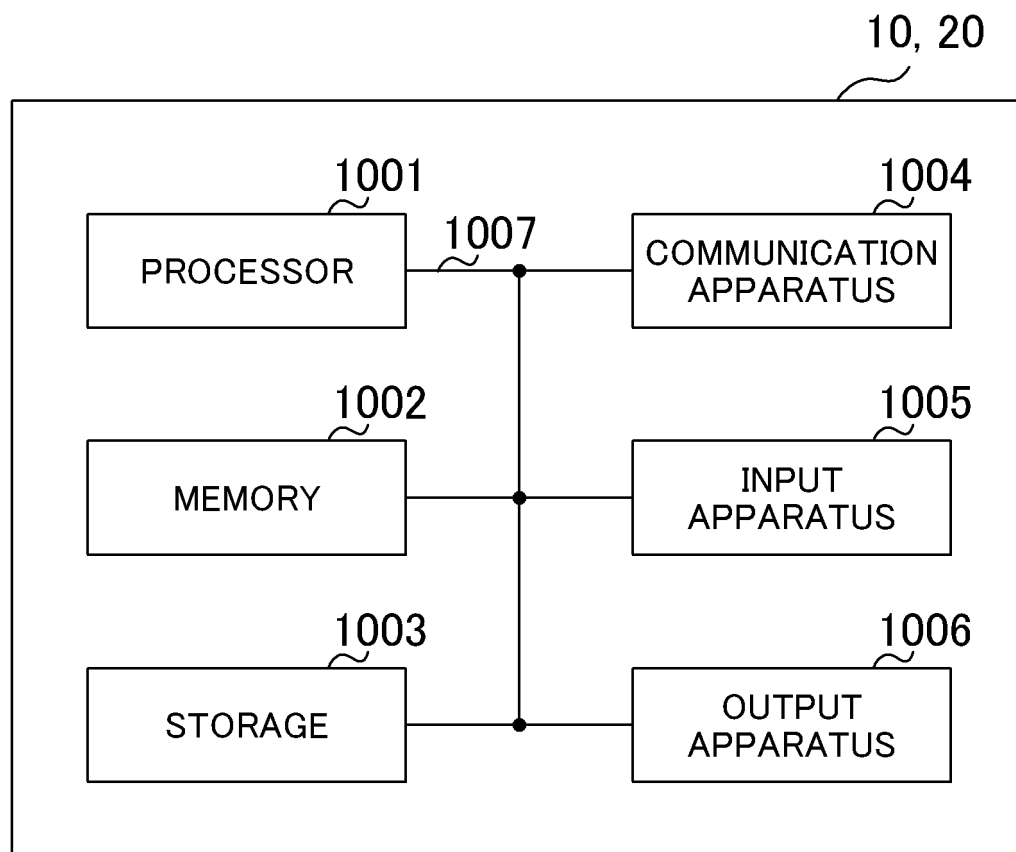 10, 20
1001
1004
1007
PROCESSOR
COMMUNICATION
APPARATUS
1002
1005
MEMORY
INPUT
APPARATUS
1003
1006
STORAGE
OUTPUT
APPARATUS